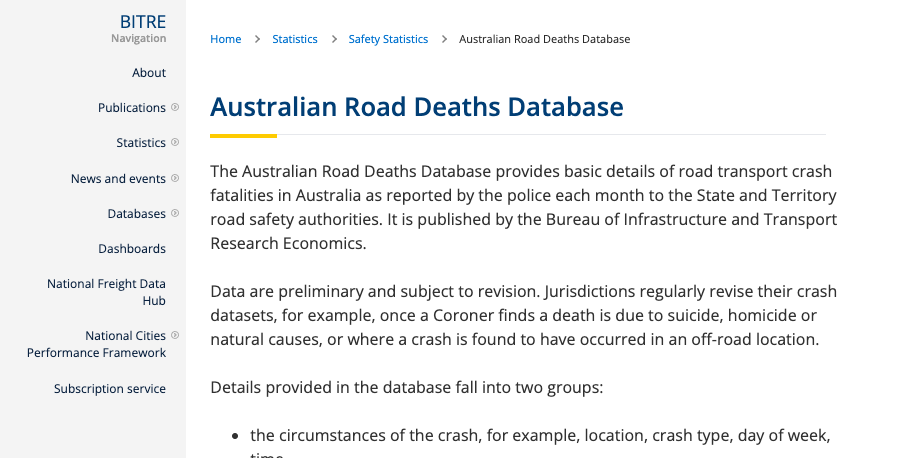 BITRE
Navigation
About
Publications
Statistics
News and events
Databases
Dashboards
National Freight Data
Hub
National Cities
Performance Framework
Subscription service
Home > Statistics > Safety Statistics > Australian Road Deaths Database
Australian Road Deaths Database
The Australian Road Deaths Database provides basic details of road transport crash
fatalities in Australia as reported by the police each month to the State and Territory
road safety authorities. It is published by the Bureau of Infrastructure and Transport
Research Economics.
Data are preliminary and subject to revision. Jurisdictions regularly revise their crash
datasets, for example, once a Coroner finds a death is due to suicide, homicide or
natural causes, or where a crash is found to have occurred in an off-road location.
Details provided in the database fall into two groups:
• the circumstances of the crash, for example, location, crash type, day of week,